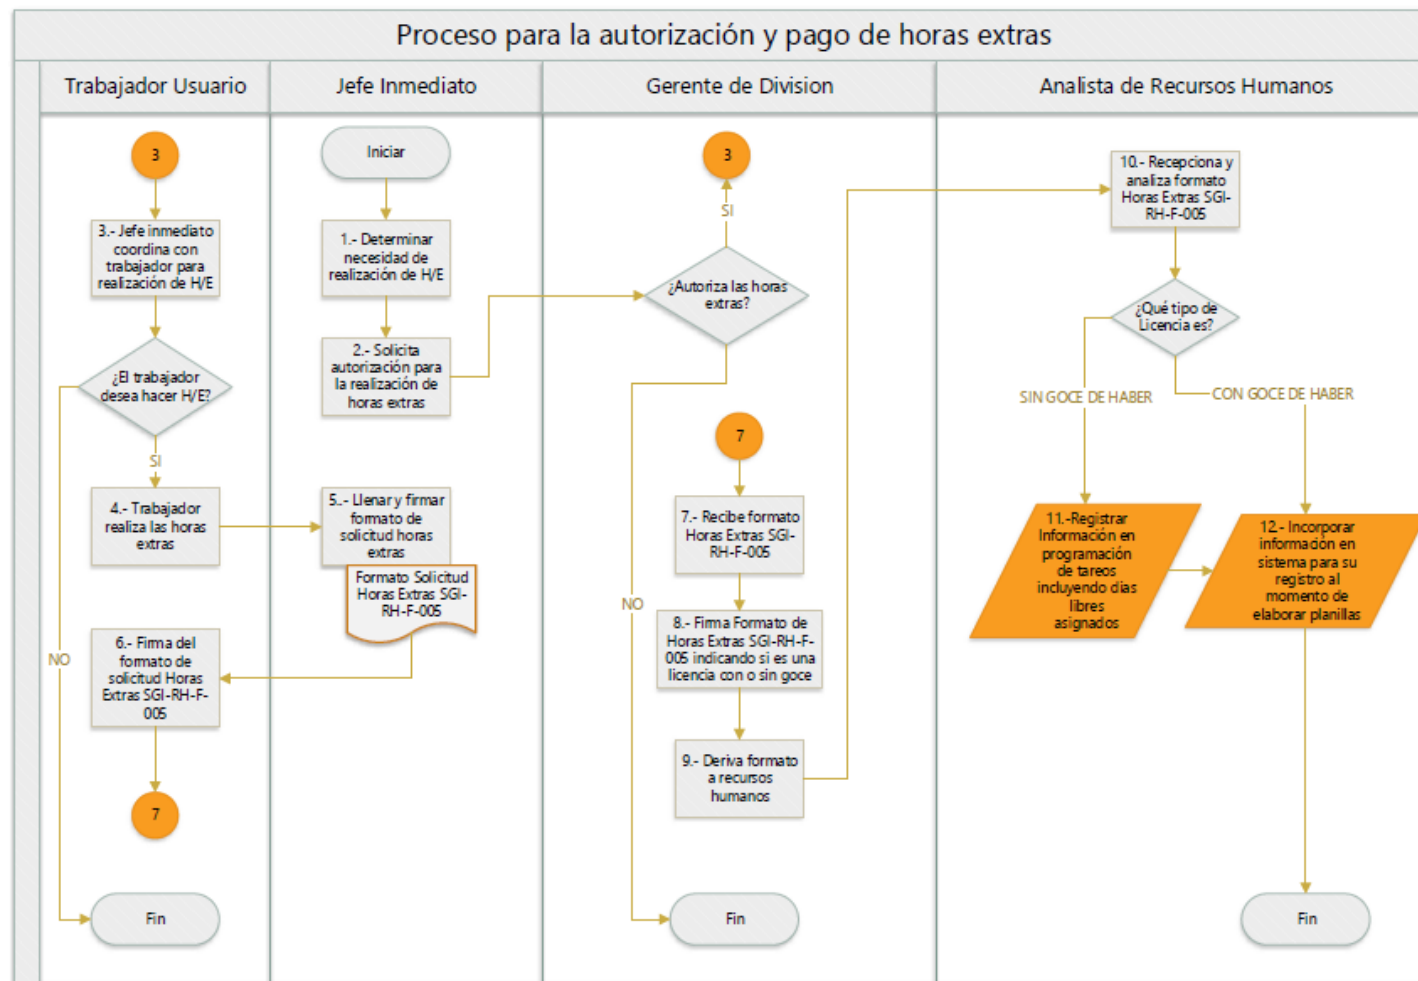 Proceso para la autorización y pago de horas extras
Trabajador Usuario
Jefe Inmediato
Gerente de Division
Analista de Recursos Humanos
3
3.- Jefe inmediato
coordina con
trabajador para
realización de H/E
¿El trabajador
desea hacer H/E?
SI
NO
4.- Trabajador
realiza las horas
extras
6.- Firma del
formato de
solicitud Horas
Extras SGI-RH-F-
005
7
Fin
Iniciar
1.- Determinar
necesidad de
realización de H/E
2.- Solicita
autorización para
la realización de
horas extras
5..- Llenar y firmar
formato de
solicitud horas
extras
Formato Solicitud
Horas Extras SGI-
RH-F-005
3
SI
¿Autoriza las horas
extras?
NO
7
7.- Recibe formato
Horas Extras SGI-
RH-F-005
8.- Firma Formato de
Horas Extras SGI-RH-F-
005 indicando si es una
licencia con o sin goce
9.- Deriva formato
a recursos
humanos
Fin
10.- Recepciona y
analiza formato
Horas Extras SGI-
RH-F-005
¿Qué tipo de
Licencia es?
SIN GOCE DE HABER
CON GOCE DE HABER
11.-Registrar
Información en
programación
de tareos
incluyendo días
libres
asignados
12.- Incorporar
información en
sistema para su
registro al
momento de
elaborar planillas
Fin